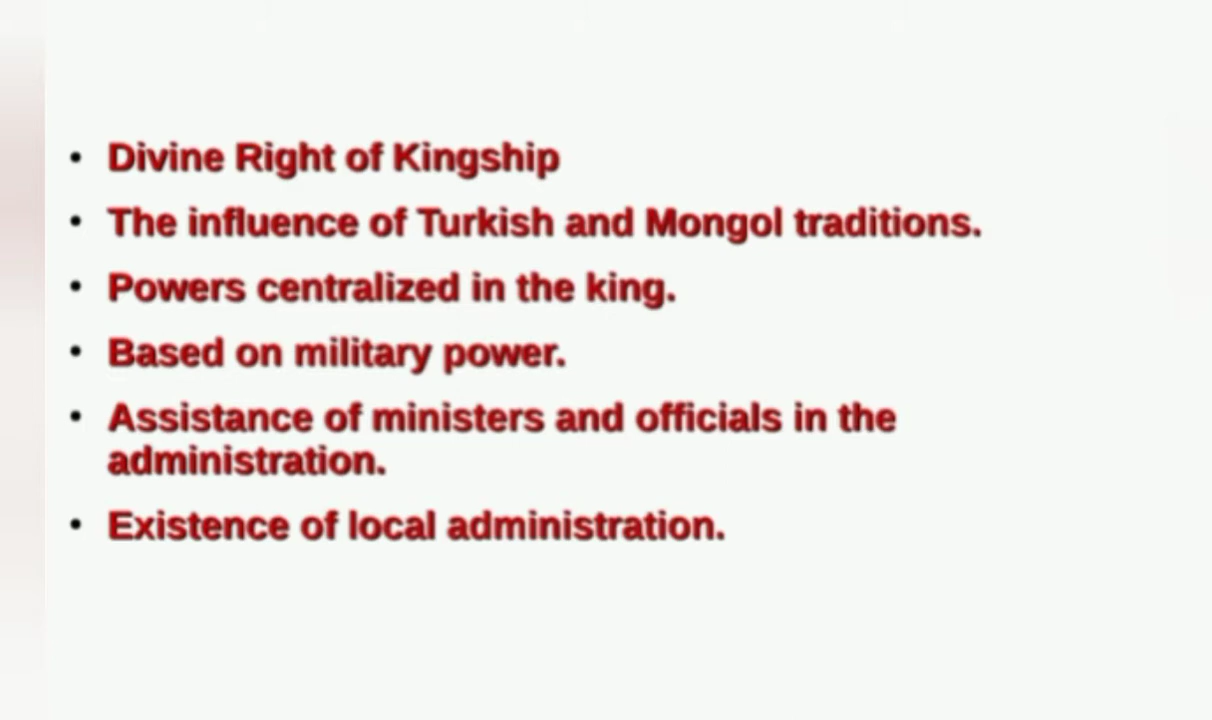 • Divine Right of Kingship
• The influence of Turkish and Mongol traditions.
• Powers centralized in the king.
• Based on military power.
• Assistance of ministers and officials in the
administration.
• Existence of local administration.